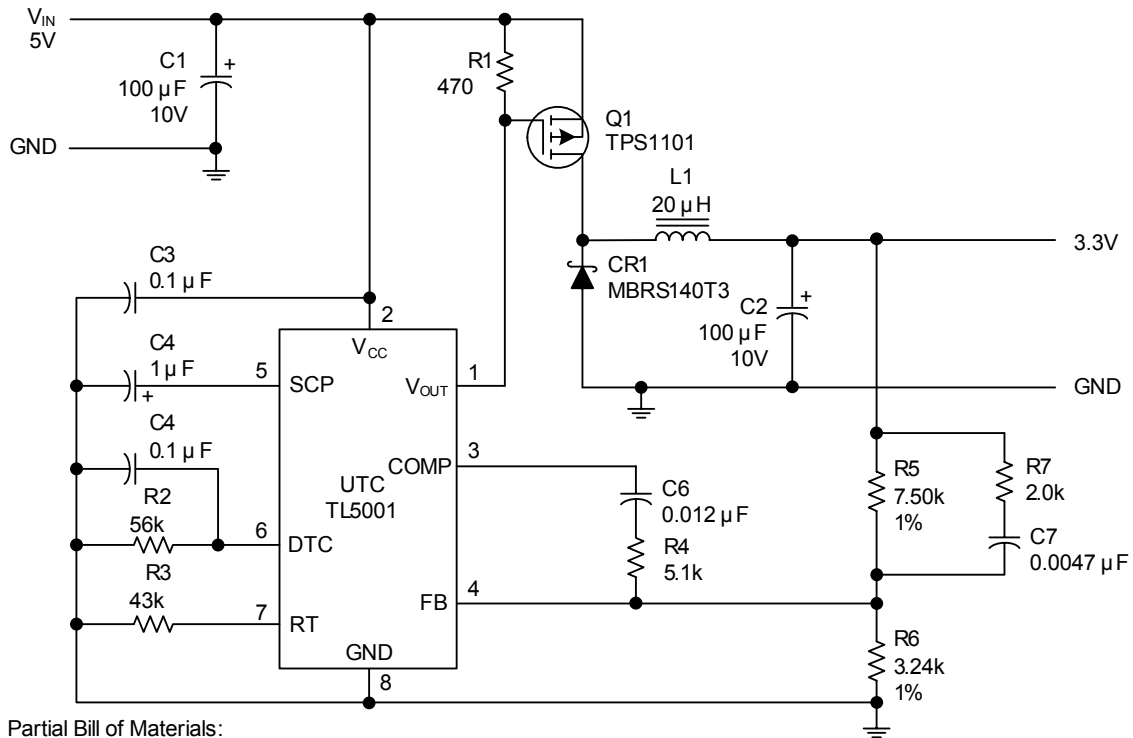 VIN
5V
C1
100 µF
10V
+
GND
R1
470
Q1
TPS1101
L1
20 µH
3.3V
CR1
MBRS140T3
C2
100 µF
10V
+
GND
C3
0.1 µF
2
VCC
C4
1µF
+
5
SCP
1
VOUT
C4
0.1 µF
3
COMP
UTC
TL5001
R2
56k
6
DTC
C6
0.012 µF
R4
5.1k
R5
7.50k
1%
R7
2.0k
C7
0.0047 µF
R3
43k
7
RT
4
FB
GND
8
R6
3.24k
1%
Partial Bill of Materials: